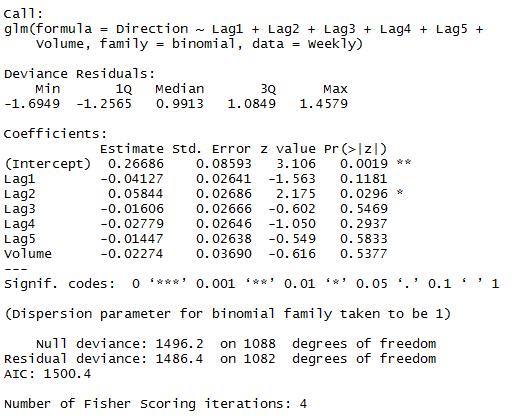 Call:
glm(formula = Direction ~ Lag1 + Lag2 + Lag3 + Lag4 + Lag5 +
    Volume, family = binomial, data = Weekly)

Deviance Residuals:
    Min       1Q   Median       3Q      Max
-1.6949  -1.2565   0.9913   1.0849   1.4579

Coefficients:
            Estimate Std. Error z value Pr(>|z|)
(Intercept)  0.26686    0.08593   3.106   0.0019 **
Lag1        -0.04127    0.02641  -1.563   0.1181
Lag2         0.05844    0.02686   2.175   0.0296 *
Lag3        -0.01606    0.02666  -0.602   0.5469
Lag4        -0.02779    0.02646  -1.050   0.2937
Lag5        -0.01447    0.02638  -0.549   0.5833
Volume      -0.02274    0.03690  -0.616   0.5377
---
Signif. codes:  0 ‘***’ 0.001 ‘**’ 0.01 ‘*’ 0.05 ‘.’ 0.1 ‘ ’ 1

(Dispersion parameter for binomial family taken to be 1)

    Null deviance: 1496.2  on 1088  degrees of freedom
Residual deviance: 1486.4  on 1082  degrees of freedom
AIC: 1500.4

Number of Fisher Scoring iterations: 4